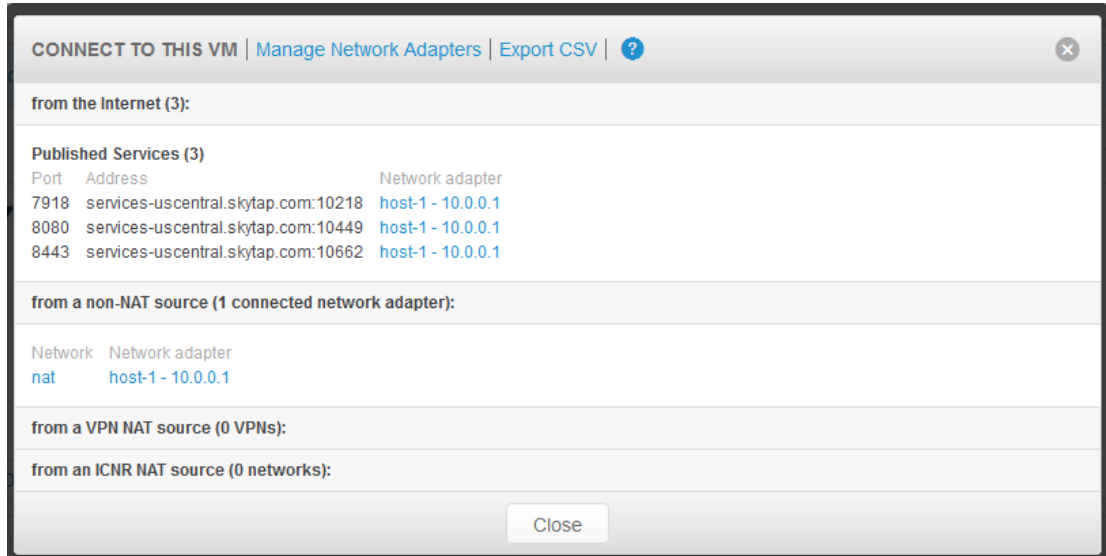 CONNECT TO THIS VM | Manage Network Adapters | Export CSV | ?
from the Internet (3):
Published Services (3)
Port Address Network adapter
7918 services-uscentral.skytap.com:10218 host-1 - 10.0.0.1
8080 services-uscentral.skytap.com:10449 host-1 - 10.0.0.1
8443 services-uscentral.skytap.com:10662 host-1 - 10.0.0.1
from a non-NAT source (1 connected network adapter):
Network Network adapter
nat host-1 - 10.0.0.1
from a VPN NAT source (0 VPNs):
from an ICNR NAT source (0 networks):
Close